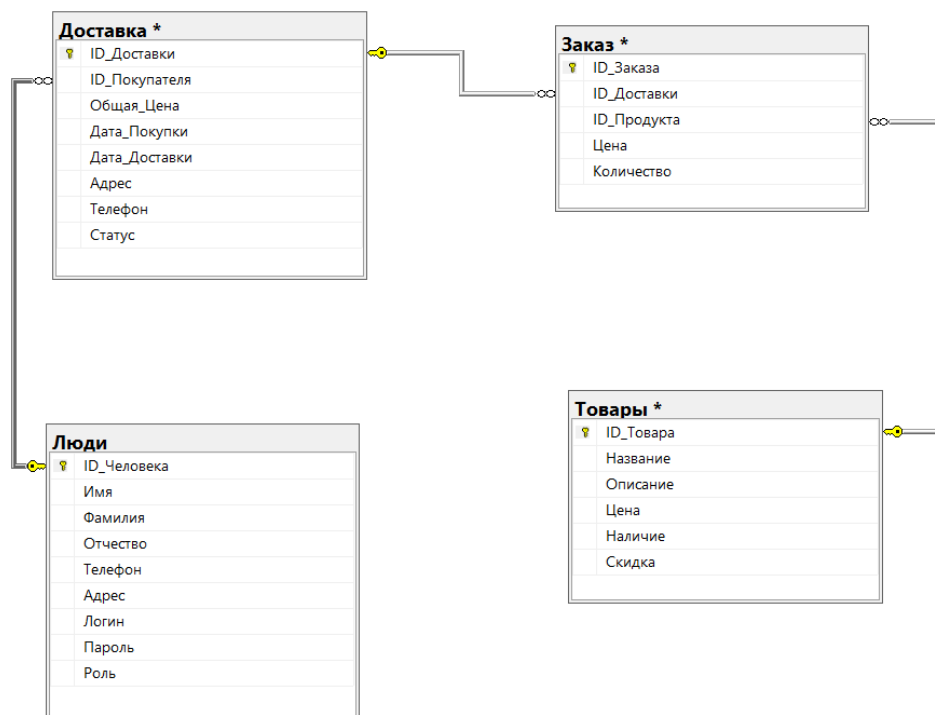 Доставка *
ID_Доставки
ID_Покупателя
Общая_Цена
Дата_Покупки
Дата_Доставки
Адрес
Телефон
Статус
Заказ *
ID_Заказа
ID_Доставки
ID_Продукта
Цена
Количество
Люди
ID_Человека
Имя
Фамилия
Отчество
Телефон
Адрес
Логин
Пароль
Роль
Товары *
ID_Товара
Название
Описание
Цена
Наличие
Скидка